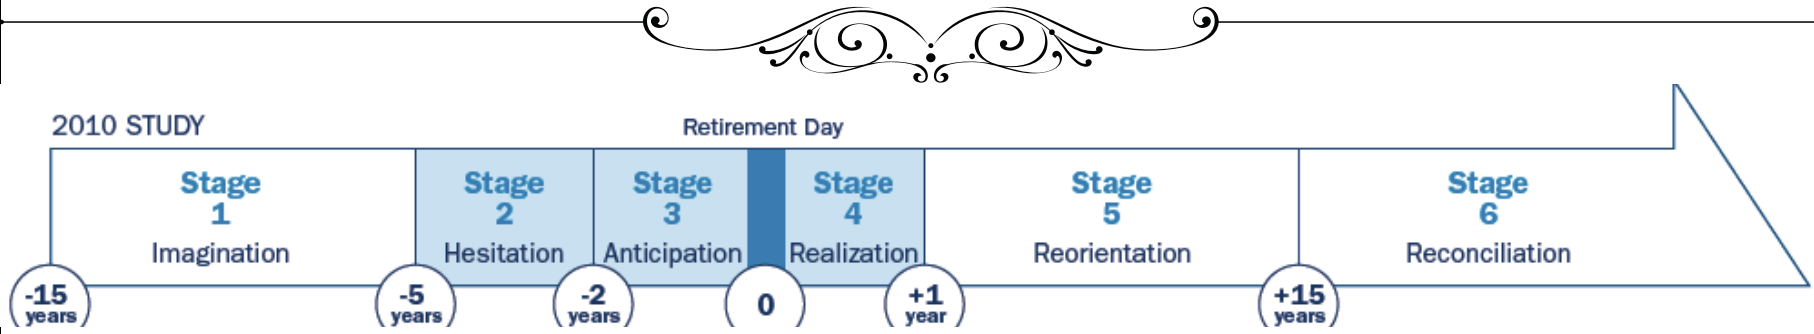 2010 STUDY
Retirement Day
Stage
1
Imagination
Stage
2
Hesitation
Stage
3
Anticipation
Stage
4
Realization
Stage
5
Reorientation
Stage
6
Reconciliation
-15
years
-5
years
-2
years
0
+1
year
+15
years